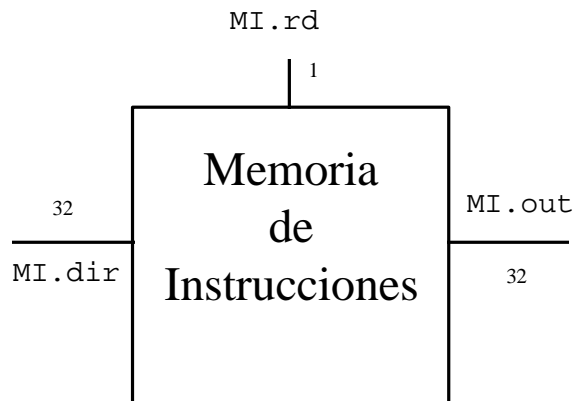 MI.rd
1
Memoria
de
Instrucciones
32
MI.dir
MI.out
32